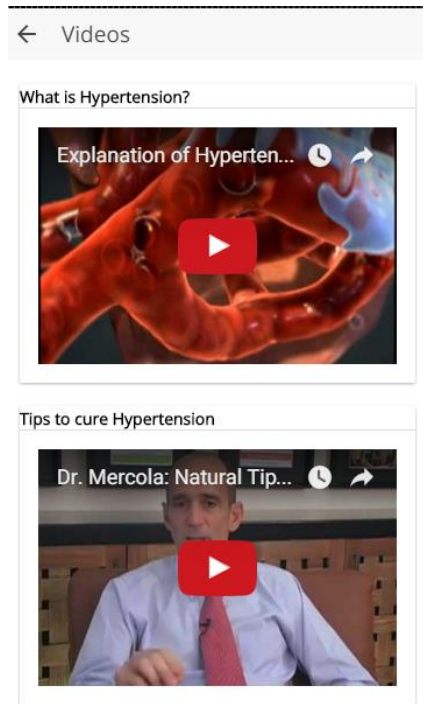 Videos
What is Hypertension?
Explanation of Hyperten...
Tips to cure Hypertension
Dr. Mercola: Natural Tip...